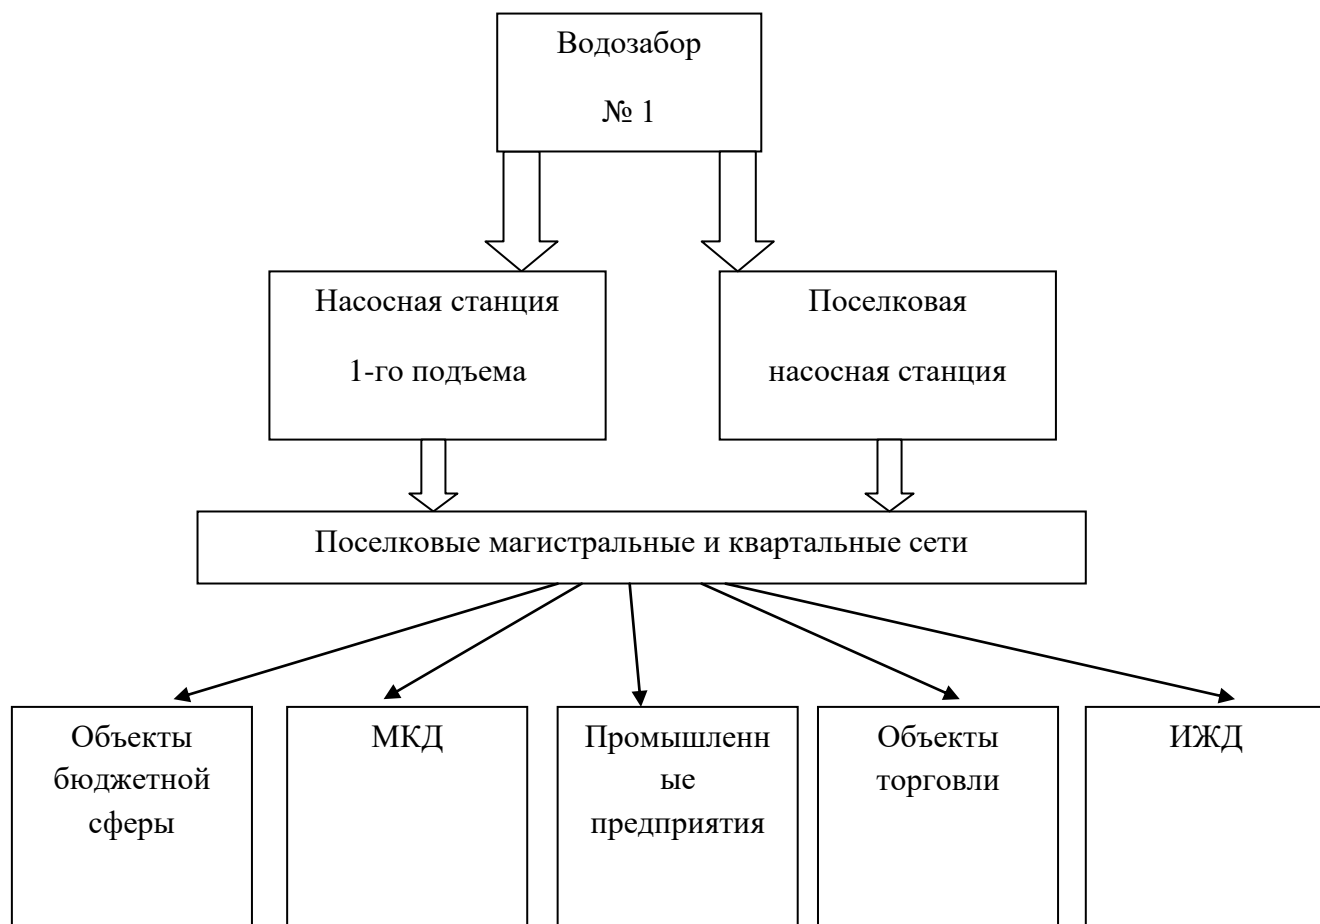 Водозабор
№ 1
Насосная станция
1-го подъема
Поселковая
насосная станция
Поселковые магистральные и квартальные сети
Объекты
бюджетной
сферы
МКД
Промышленн
ые
предприятия
Объекты
торговли
ИЖД